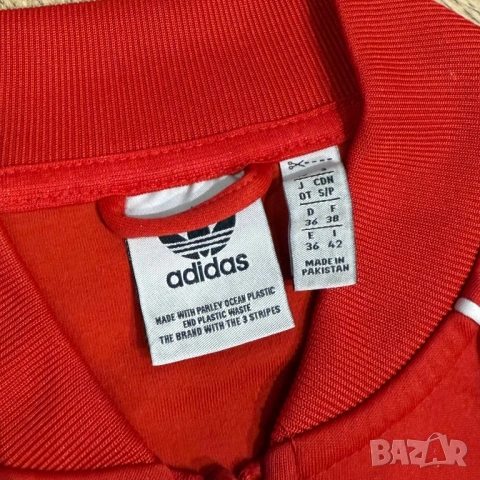 adidas
MADE WITH PARLEY OCEAN PLASTIC
END PLASTIC WASTE
THE BRAND WITH THE 3 STRIPES
J CDN
OT S/P
D F
36 38
E I
36 42
MADE IN
PAKISTAN
BAZAR